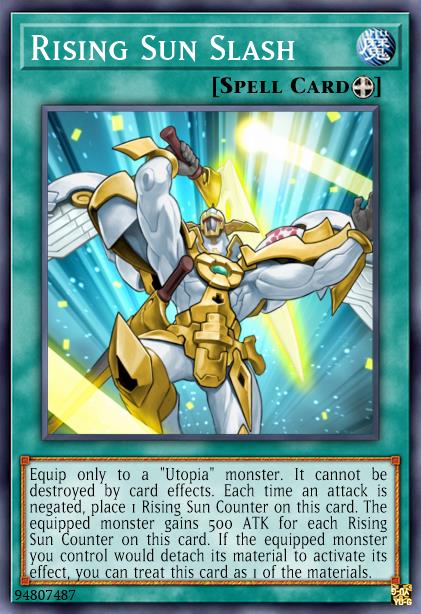 Rising Sun Slash
[Spell Card]
Equip only to a "Utopia" monster. It cannot be
destroyed by card effects. Each time an attack is
negated, place 1 Rising Sun Counter on this card. The
equipped monster gains 500 ATK for each Rising
Sun Counter on this card. If the equipped monster
you control would detach its material to activate its
effect, you can treat this card as 1 of the materials.
94807487